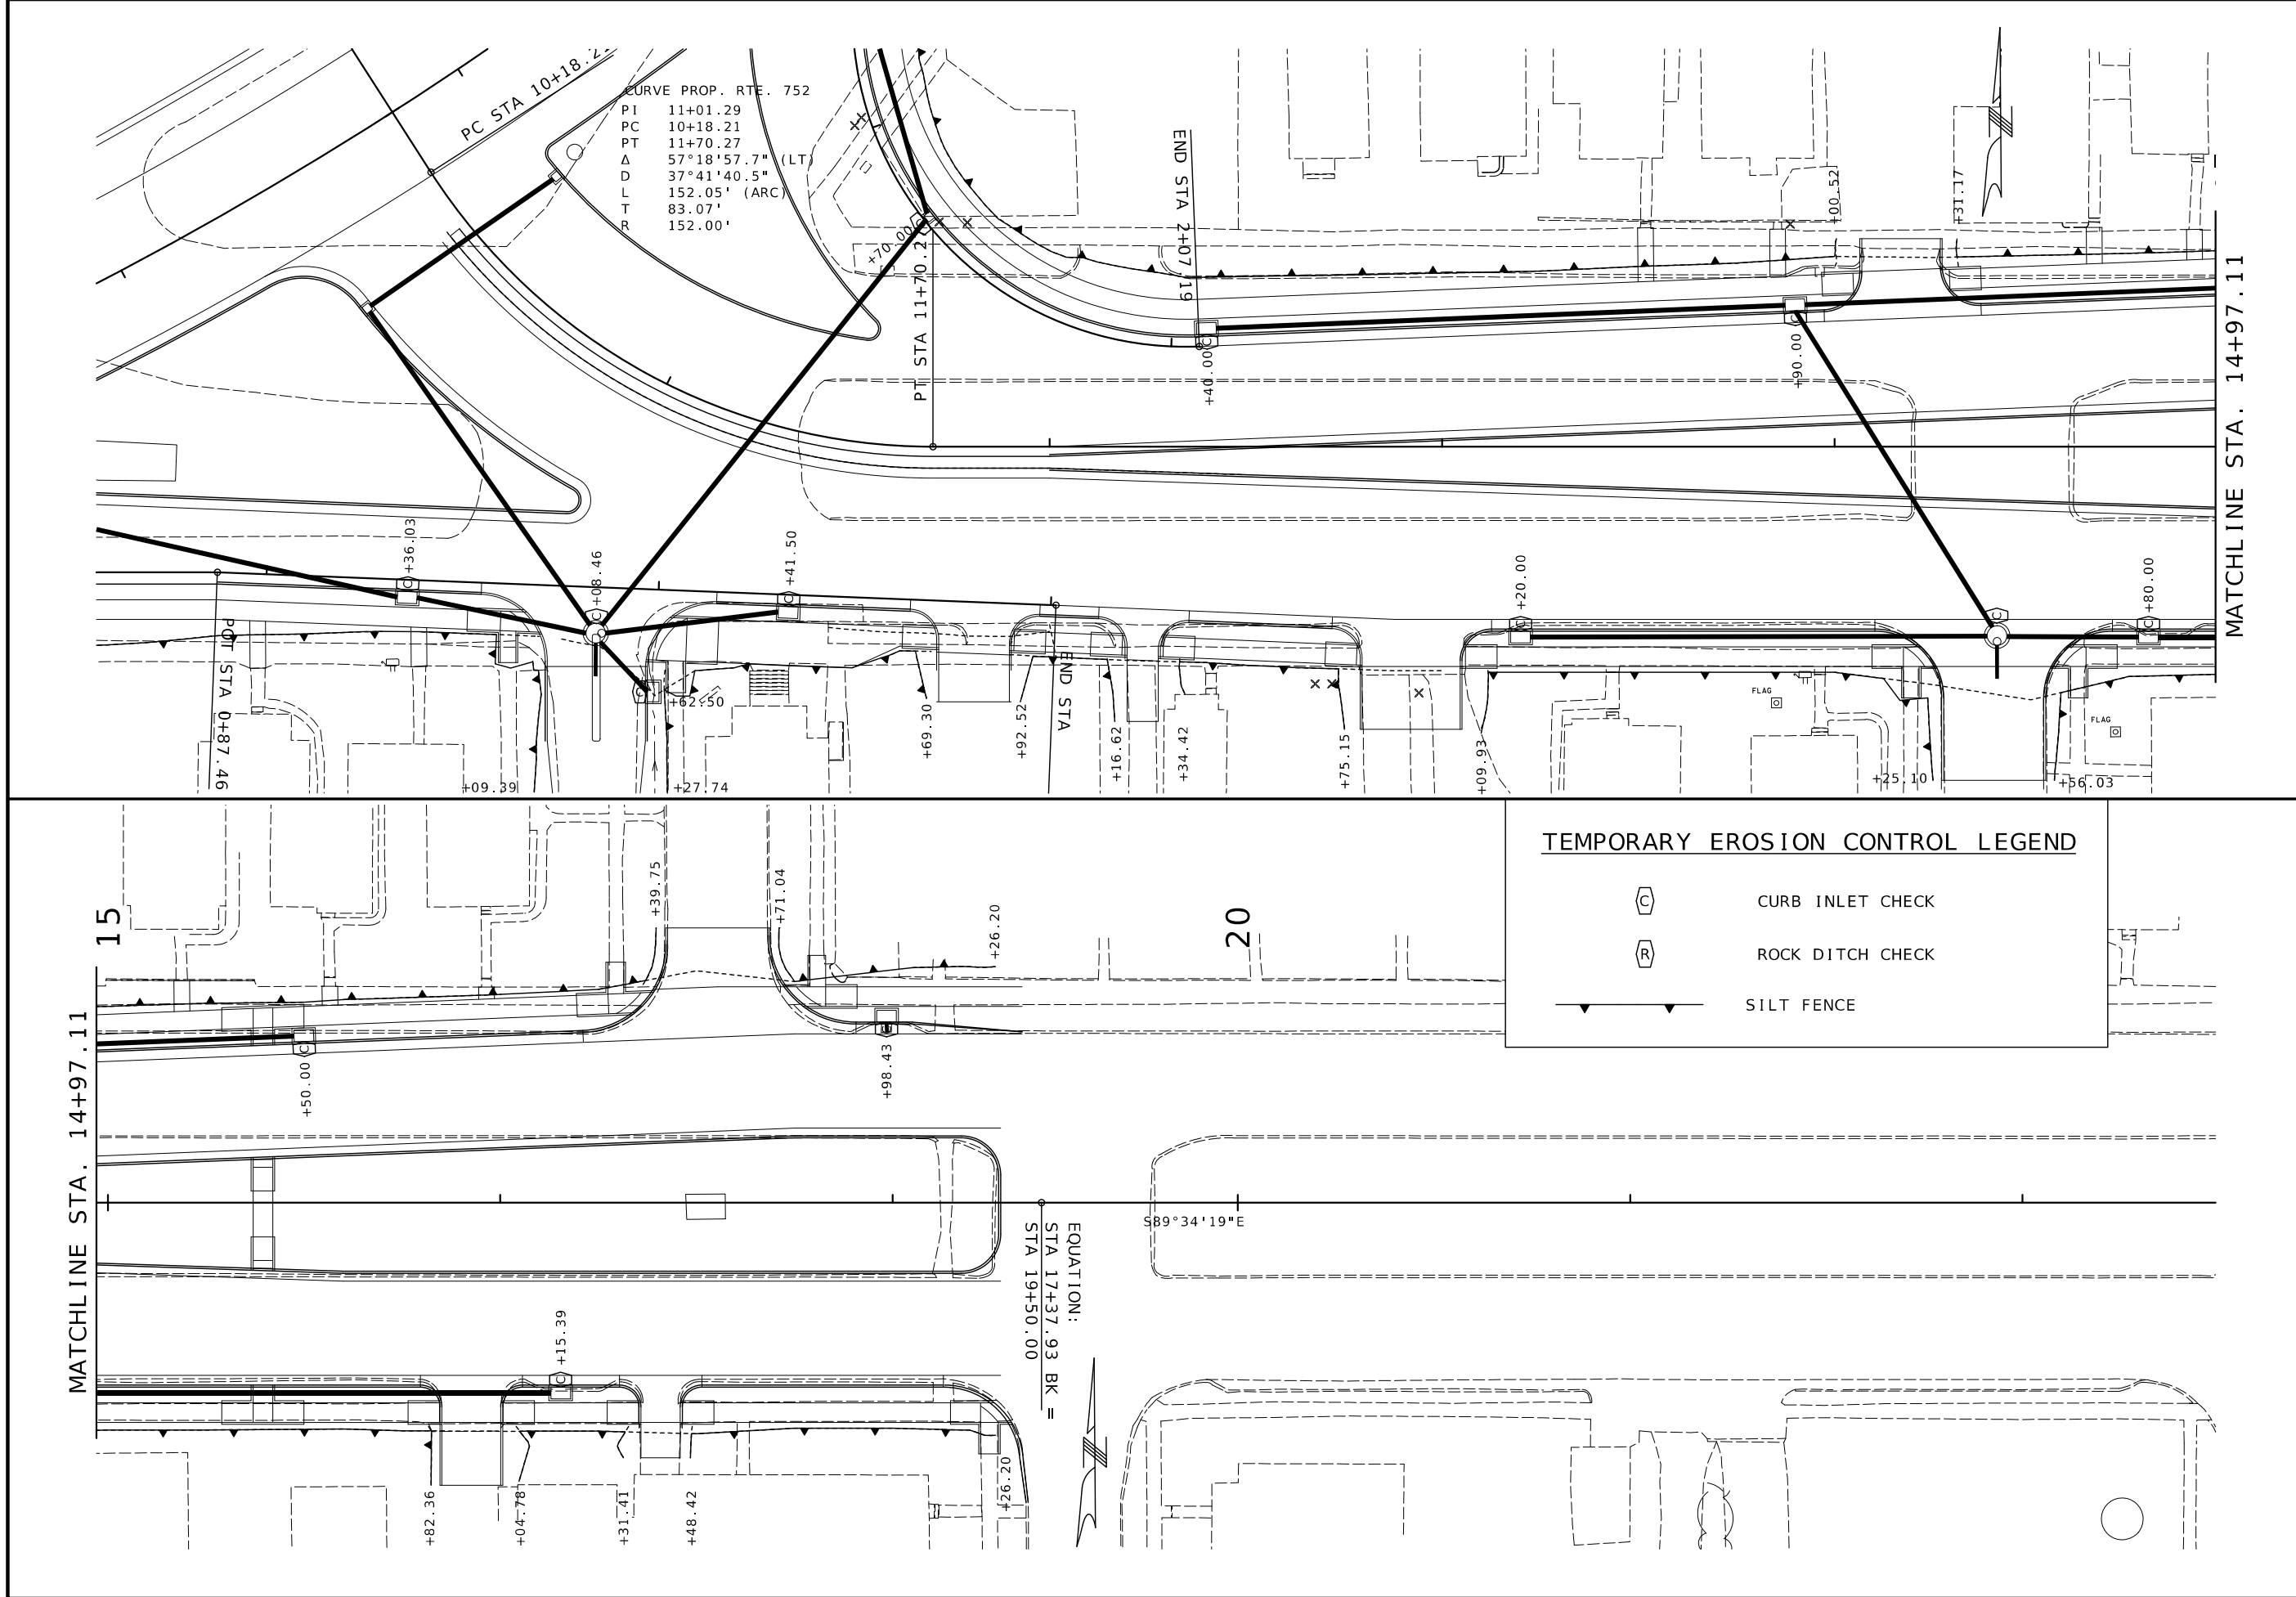 PC STA 10+18.21
CURVE PROP. RTE. 752
PI 11+01.29
PC 10+18.21
PT 11+70.27
Δ 57°18'57.7" (LT)
D 37°41'40.5"
L 152.05' (ARC)
T 83.07'
R 152.00'
+70.00
PT STA 11+70.2
END STA 2+07.19
+40.00
+90.00
+00.52
+31.17
MATCHLINE STA. 14+97.11
C
C
C
+36.03
C
+08.46
C
+41.50
C
+20.00
C
C
+80.00
C
C
POT STA 0+87.46
+62.50
END STA
+09.39
+27.74
+69.30
+92.52
+16.62
+34.42
+75.15
+09.93
FLAG
FLAG
+25.10
+56.03
TEMPORARY EROSION CONTROL LEGEND
C CURB INLET CHECK
R ROCK DITCH CHECK
SILT FENCE
15
MATCHLINE STA. 14+97.11
+39.75
+71.04
+26.20
20
C
+50.00
+98.43
S89°34'19"E
EQUATION:
STA 17+37.93 BK =
STA 19+50.00
+15.39
C
+82.36
+04.78
+31.41
+48.42
+26.20